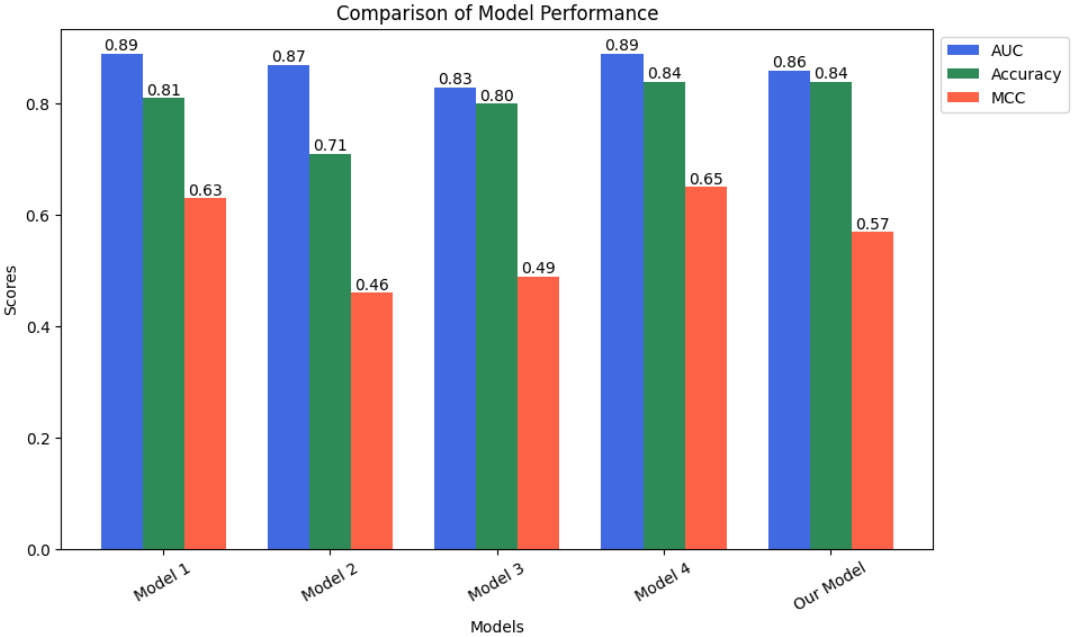 Comparison of Model Performance
AUC
Accuracy
MCC
0.89
0.81
0.63
0.87
0.71
0.46
0.83
0.80
0.49
0.89
0.84
0.65
0.86
0.84
0.57
Scores
0.8
0.6
0.4
0.2
0.0
Model 1
Model 2
Model 3
Model 4
Our Model
Models